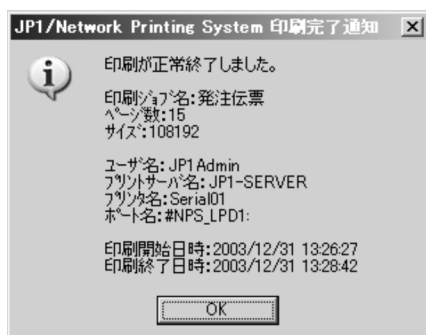 JP1/Network Printing System 印刷完了通知
印刷が正常終了しました。
印刷ｼﾞｮﾌﾞ名:発注伝票
ﾍﾟｰｼﾞ数:15
ｻｲｽﾞ:108192
ﾕｰｻﾞ名: JP1Admin
ﾌﾟﾘﾝﾄｻｰﾊﾞ名: JP1-SERVER
ﾌﾟﾘﾝﾀ名: Serial01
ﾎﾟｰﾄ名: #NPS_LPD1:
印刷開始日時:2003/12/31 13:26:27
印刷終了日時:2003/12/31 13:28:42
OK